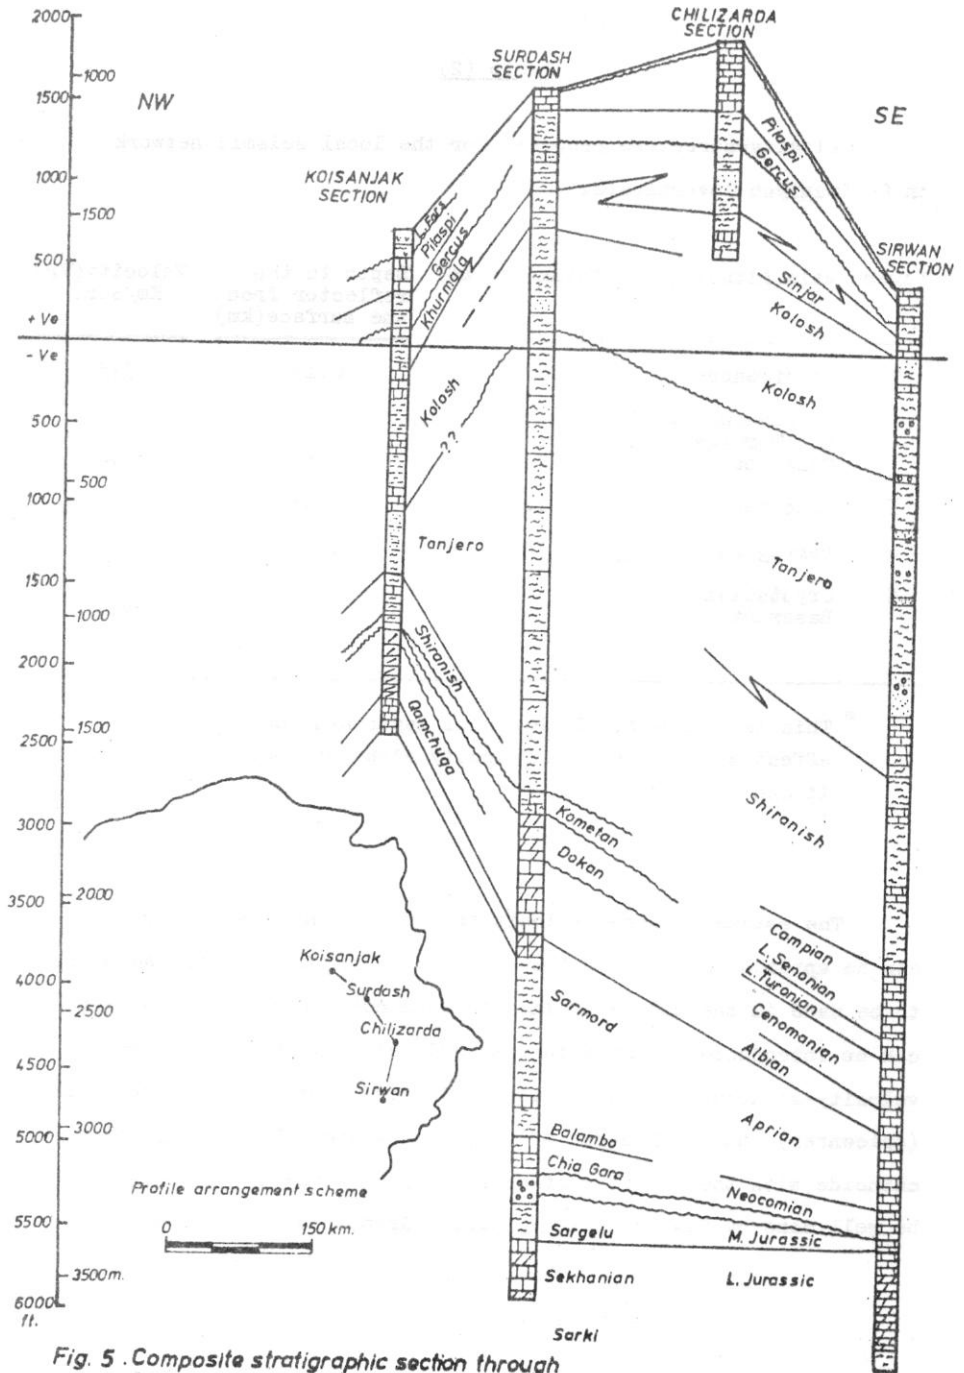 2000
1000
1500
1000
1500
500
+ Ve
- Ve
500
500
1000
1500
1000
2000
1500
2500
3000
3500
2000
4000
2500
4500
5000
3000
5500
3500m.
6000
ft.
NW
SE
KOISANJAK
SECTION
SURDASH
SECTION
CHILIZARDA
SECTION
SIRWAN
SECTION
L. Fars
Pilaspi
Gercus
Khurmala
Kolosh
??
Tanjero
Shiranish
Qamchuqa
Pilaspi
Gercus
Sinjar
Kolosh
Kolosh
Tanjero
Shiranish
Kometan
Dokan
Sarmord
Balambo
Chia Gara
Sargelu
Sekhanian
Sarki
Campian
L. Senonian
L. Turonian
Cenomanian
Albian
Aprian
Neocomian
M. Jurassic
L. Jurassic
Koisanjak
Surdash
Chilizarda
Sirwan
Profile arrangement scheme
0 150 km.
Fig. 5 . Composite stratigraphic section through